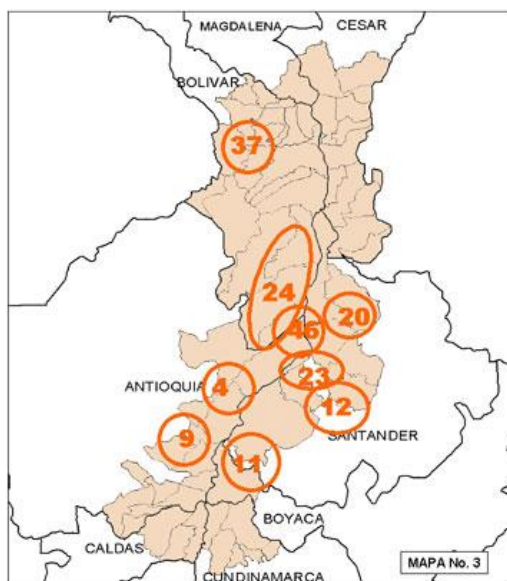 MAGDALENA
CESAR
BOLIVAR
37
24
46
20
23
ANTIOQUIA
4
12
9
SANTANDER
11
BOYACA
CALDAS
MAPA No. 3
CUNDINAMARCA